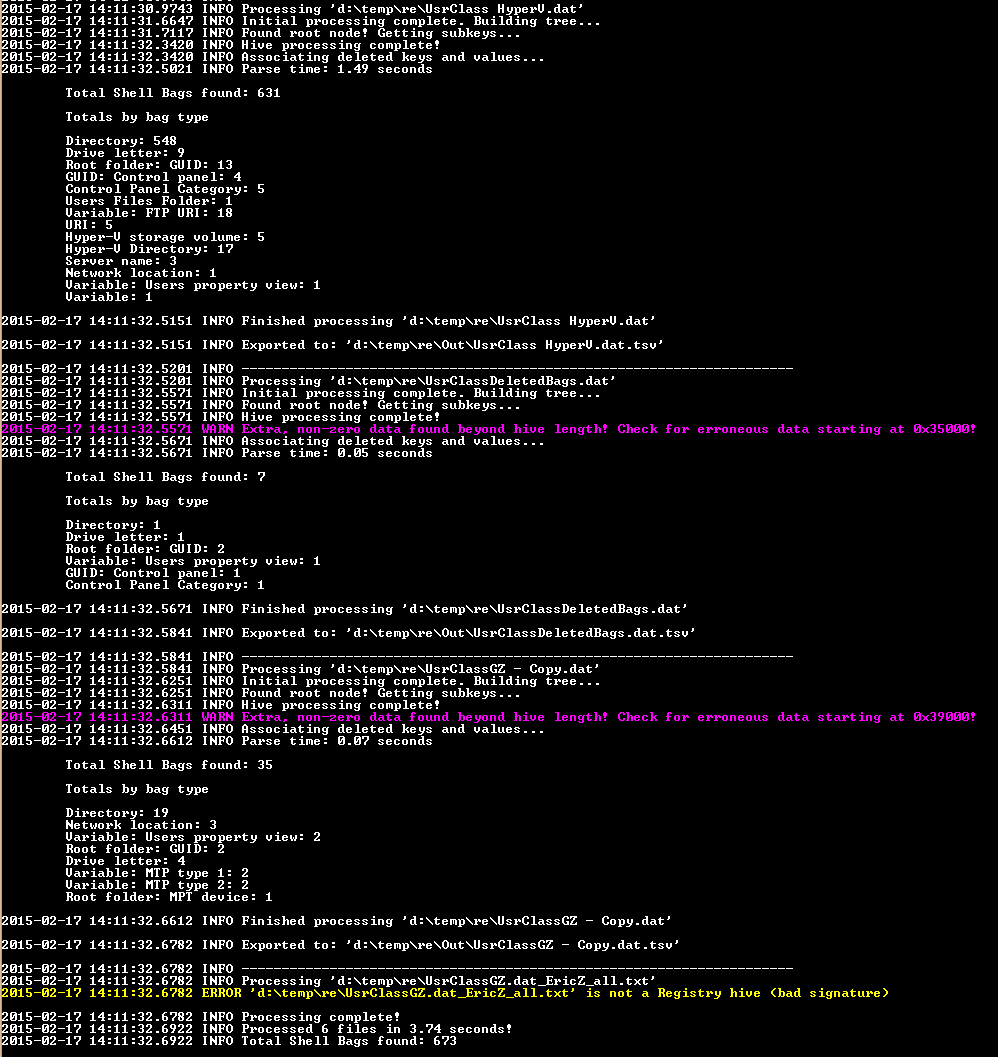 2015-02-17 14:11:30.9743 INFO Processing 'd:\temp\re\UsrClass HyperV.dat'
2015-02-17 14:11:31.6647 INFO Initial processing complete. Building tree...
2015-02-17 14:11:31.7117 INFO Found root node! Getting subkeys...
2015-02-17 14:11:32.3420 INFO Hive processing complete!
2015-02-17 14:11:32.3420 INFO Associating deleted keys and values...
2015-02-17 14:11:32.5021 INFO Parse time: 1.49 seconds
Total Shell Bags found: 631
Totals by bag type
Directory: 548
Drive letter: 9
Root folder: GUID: 13
GUID: Control panel: 4
Control Panel Category: 5
Users Files Folder: 1
Variable: FTP URI: 18
URI: 5
Hyper-V storage volume: 5
Hyper-V Directory: 17
Server name: 3
Network location: 1
Variable: Users property view: 1
Variable: 1
2015-02-17 14:11:32.5151 INFO Finished processing 'd:\temp\re\UsrClass HyperV.dat'
2015-02-17 14:11:32.5151 INFO Exported to: 'd:\temp\re\Out\UsrClass HyperV.dat.tsv'
2015-02-17 14:11:32.5201 INFO ---------------------------------------------------------------------
2015-02-17 14:11:32.5201 INFO Processing 'd:\temp\re\UsrClassDeletedBags.dat'
2015-02-17 14:11:32.5571 INFO Initial processing complete. Building tree...
2015-02-17 14:11:32.5571 INFO Found root node! Getting subkeys...
2015-02-17 14:11:32.5571 INFO Hive processing complete!
2015-02-17 14:11:32.5571 WARN Extra, non-zero data found beyond hive length! Check for erroneous data starting at 0x35000!
2015-02-17 14:11:32.5671 INFO Associating deleted keys and values...
2015-02-17 14:11:32.5671 INFO Parse time: 0.05 seconds
Total Shell Bags found: 7
Totals by bag type
Directory: 1
Drive letter: 1
Root folder: GUID: 2
Variable: Users property view: 1
GUID: Control panel: 1
Control Panel Category: 1
2015-02-17 14:11:32.5671 INFO Finished processing 'd:\temp\re\UsrClassDeletedBags.dat'
2015-02-17 14:11:32.5841 INFO Exported to: 'd:\temp\re\Out\UsrClassDeletedBags.dat.tsv'
2015-02-17 14:11:32.5841 INFO ---------------------------------------------------------------------
2015-02-17 14:11:32.5841 INFO Processing 'd:\temp\re\UsrClassGZ - Copy.dat'
2015-02-17 14:11:32.6251 INFO Initial processing complete. Building tree...
2015-02-17 14:11:32.6251 INFO Found root node! Getting subkeys...
2015-02-17 14:11:32.6311 INFO Hive processing complete!
2015-02-17 14:11:32.6311 WARN Extra, non-zero data found beyond hive length! Check for erroneous data starting at 0x39000!
2015-02-17 14:11:32.6451 INFO Associating deleted keys and values...
2015-02-17 14:11:32.6612 INFO Parse time: 0.07 seconds
Total Shell Bags found: 35
Totals by bag type
Directory: 19
Network location: 3
Variable: Users property view: 2
Root folder: GUID: 2
Drive letter: 4
Variable: MTP type 1: 2
Variable: MTP type 2: 2
Root folder: MPT device: 1
2015-02-17 14:11:32.6612 INFO Finished processing 'd:\temp\re\UsrClassGZ - Copy.dat'
2015-02-17 14:11:32.6782 INFO Exported to: 'd:\temp\re\Out\UsrClassGZ - Copy.dat.tsv'
2015-02-17 14:11:32.6782 INFO ---------------------------------------------------------------------
2015-02-17 14:11:32.6782 INFO Processing 'd:\temp\re\UsrClassGZ.dat_EricZ_all.txt'
2015-02-17 14:11:32.6782 ERROR 'd:\temp\re\UsrClassGZ.dat_EricZ_all.txt' is not a Registry hive (bad signature)
2015-02-17 14:11:32.6782 INFO Processing complete!
2015-02-17 14:11:32.6922 INFO Processed 6 files in 3.74 seconds!
2015-02-17 14:11:32.6922 INFO Total Shell Bags found: 673